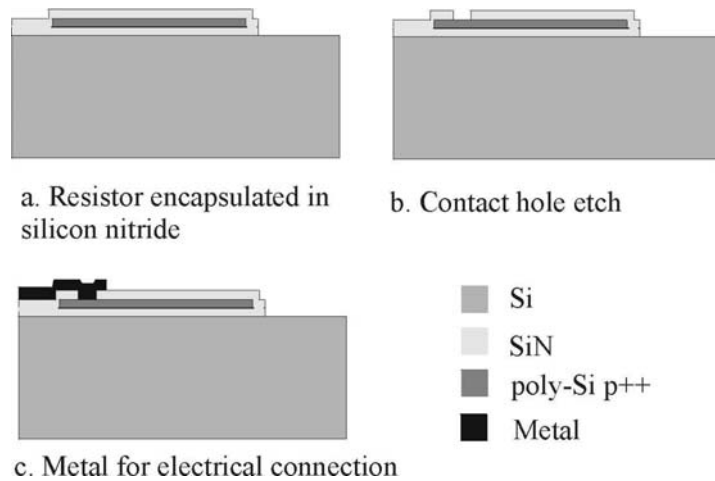 a. Resistor encapsulated in
silicon nitride
b. Contact hole etch
c. Metal for electrical connection
Si
SiN
poly-Si p++
Metal